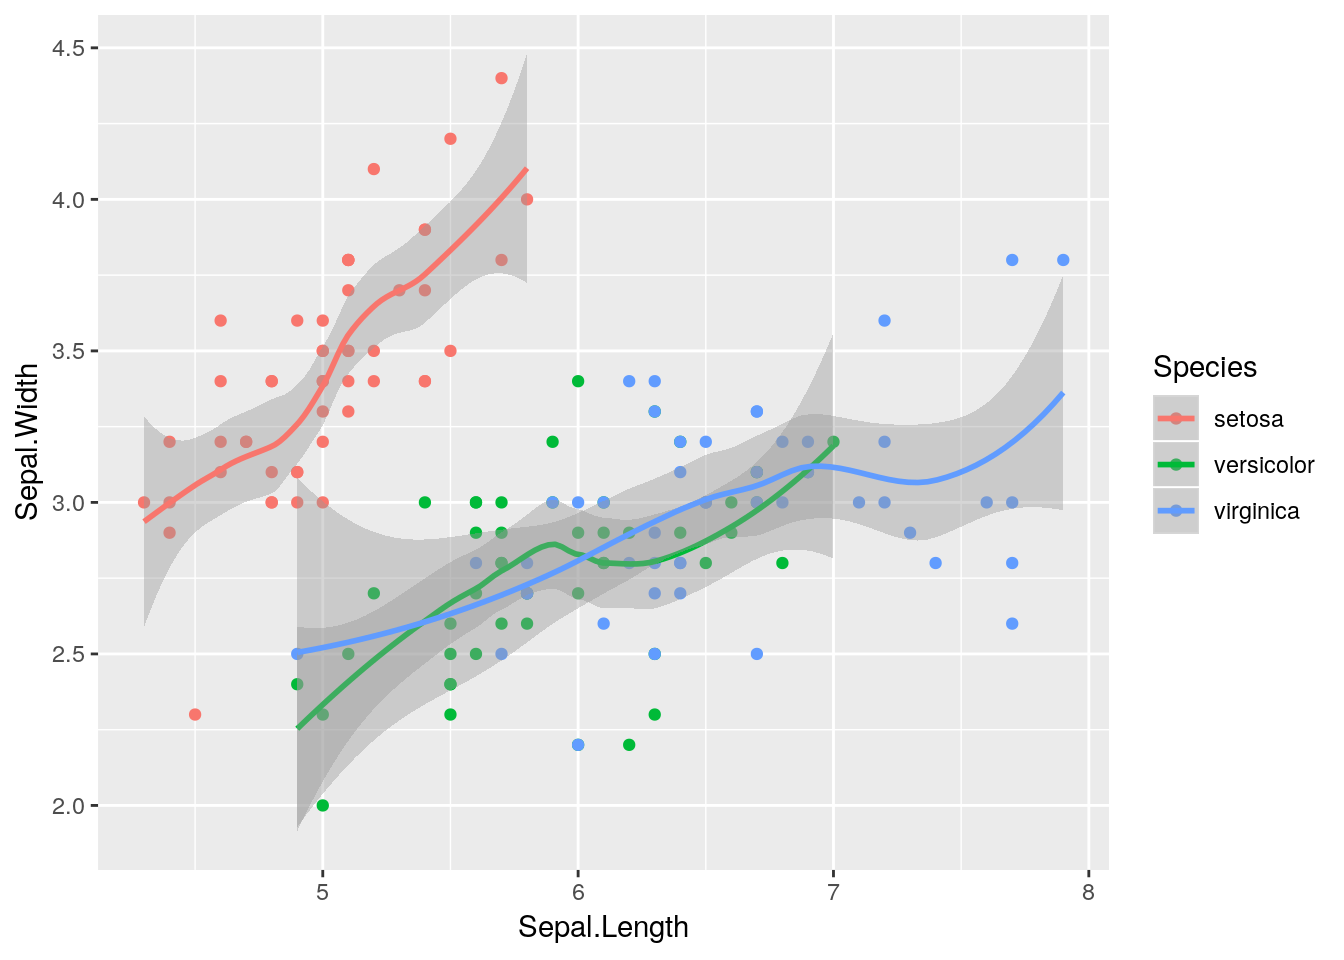 4.5
4.0
3.5
3.0
2.5
2.0
Sepal.Width
5 6 7 8
Sepal.Length
Species
setosa
versicolor
virginica